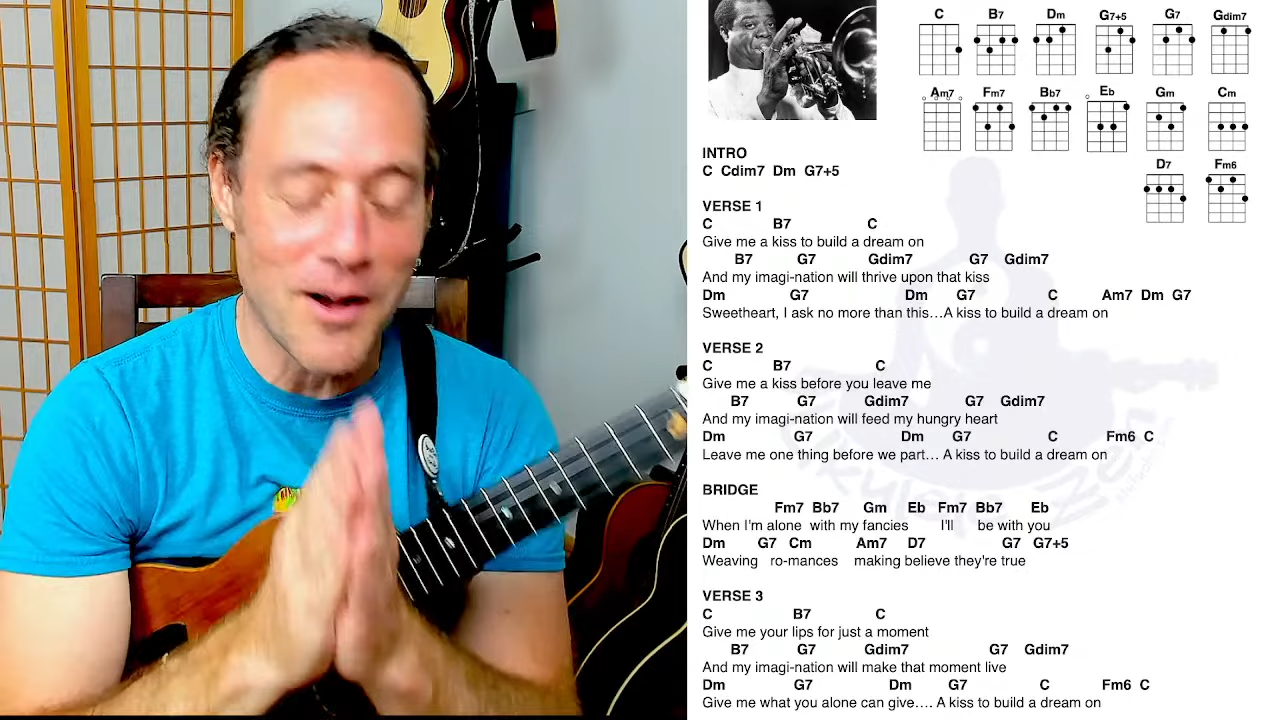 C B7 Dm G7+5 G7 Gdim7
Am7 Fm7 Bb7 Eb Gm Cm
D7 Fm6
INTRO
C Cdim7 Dm G7+5
VERSE 1
C B7 C
Give me a kiss to build a dream on
B7 G7 Gdim7 G7 Gdim7
And my imagi-nation will thrive upon that kiss
Dm G7 Dm G7 C Am7 Dm G7
Sweetheart, I ask no more than this…A kiss to build a dream on
VERSE 2
C B7 C
Give me a kiss before you leave me
B7 G7 Gdim7 G7 Gdim7
And my imagi-nation will feed my hungry heart
Dm G7 Dm G7 C Fm6 C
Leave me one thing before we part… A kiss to build a dream on
BRIDGE
Fm7 Bb7 Gm Eb Fm7 Bb7 Eb
When I'm alone with my fancies I'll be with you
Dm G7 Cm Am7 D7 G7 G7+5
Weaving ro-mances making believe they're true
VERSE 3
C B7 C
Give me your lips for just a moment
B7 G7 Gdim7 G7 Gdim7
And my imagi-nation will make that moment live
Dm G7 Dm G7 C Fm6 C
Give me what you alone can give…. A kiss to build a dream on